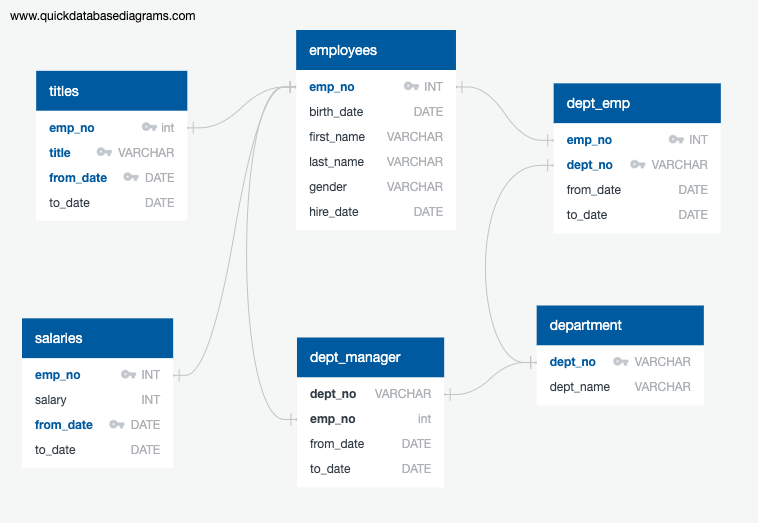 www.quickdatabasediagrams.com
employees
emp_no INT
birth_date DATE
first_name VARCHAR
last_name VARCHAR
gender VARCHAR
hire_date DATE
titles
emp_no int
title VARCHAR
from_date DATE
to_date DATE
dept_emp
emp_no INT
dept_no VARCHAR
from_date DATE
to_date DATE
salaries
emp_no INT
salary INT
from_date DATE
to_date DATE
dept_manager
dept_no VARCHAR
emp_no int
from_date DATE
to_date DATE
department
dept_no VARCHAR
dept_name VARCHAR